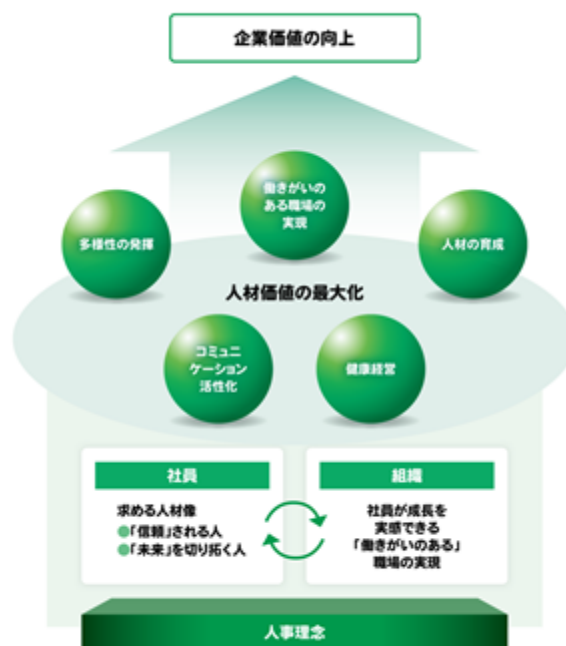 企業価値の向上
働きがいの
ある職場の
実現
多様性の発揮
人材の育成
人材価値の最大化
コミュニ
ケーション
活性化
健康経営
社員
求める人材像
●「信頼」される人
●「未来」を切り拓く人
組織
社員が成長を
実感できる
「働きがいのある」
職場の実現
人事理念